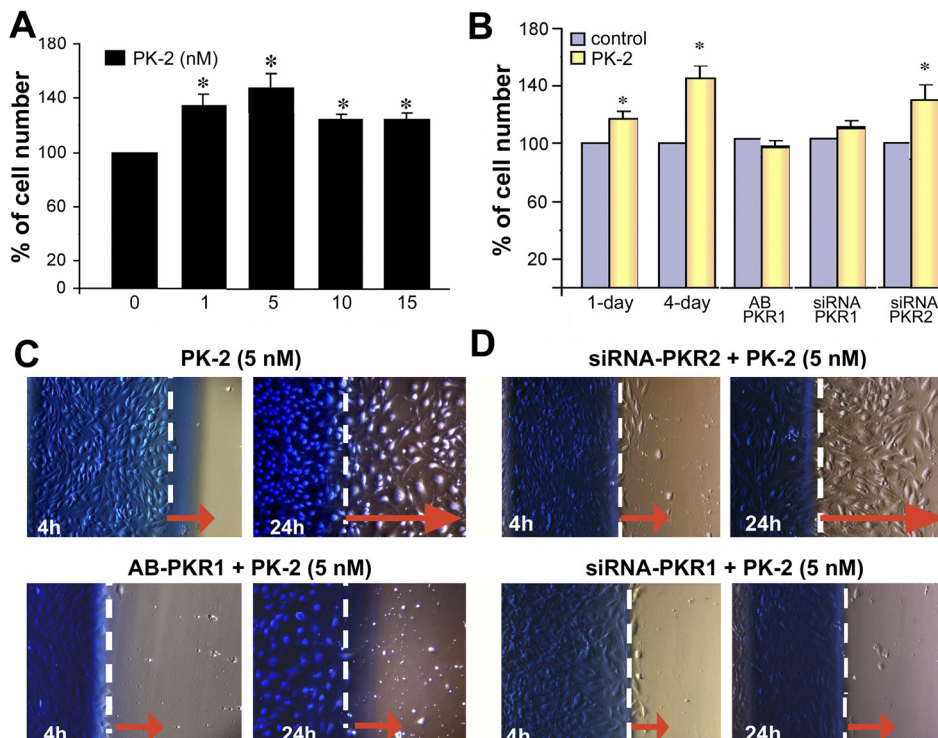 A
PK-2 (nM)
% of cell number
180
140
100
60
20
0
0 1 5 10 15
* * * *
B
control
PK-2
% of cell number
180
140
100
60
20
* * *
1-day 4-day AB PKR1 siRNA PKR1 siRNA PKR2
C
PK-2 (5 nM)
4h
24h
AB-PKR1 + PK-2 (5 nM)
4h
24h
D
siRNA-PKR2 + PK-2 (5 nM)
4h
24h
siRNA-PKR1 + PK-2 (5 nM)
4h
24h